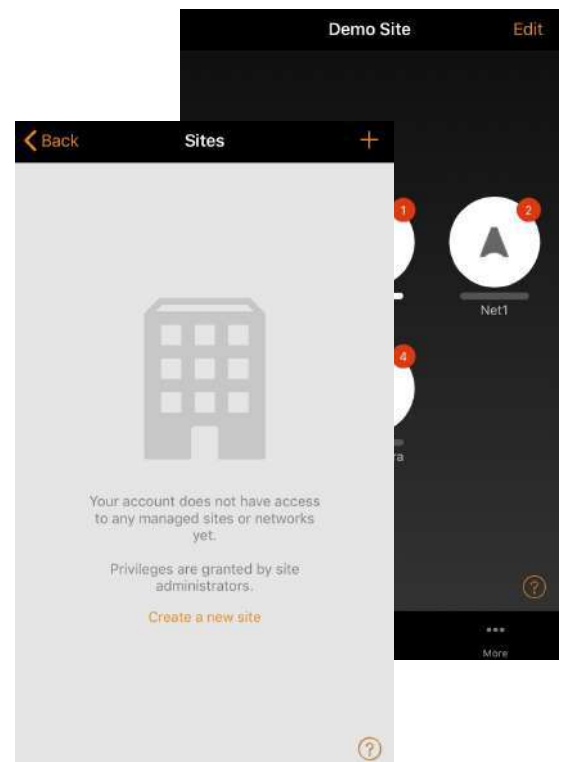 Demo Site
Edit
Back
Sites
+
1
2
Net1
4
ra
Your account does not have access
to any managed sites or networks
yet.
Privileges are granted by site
administrators.
Create a new site
?
More
?